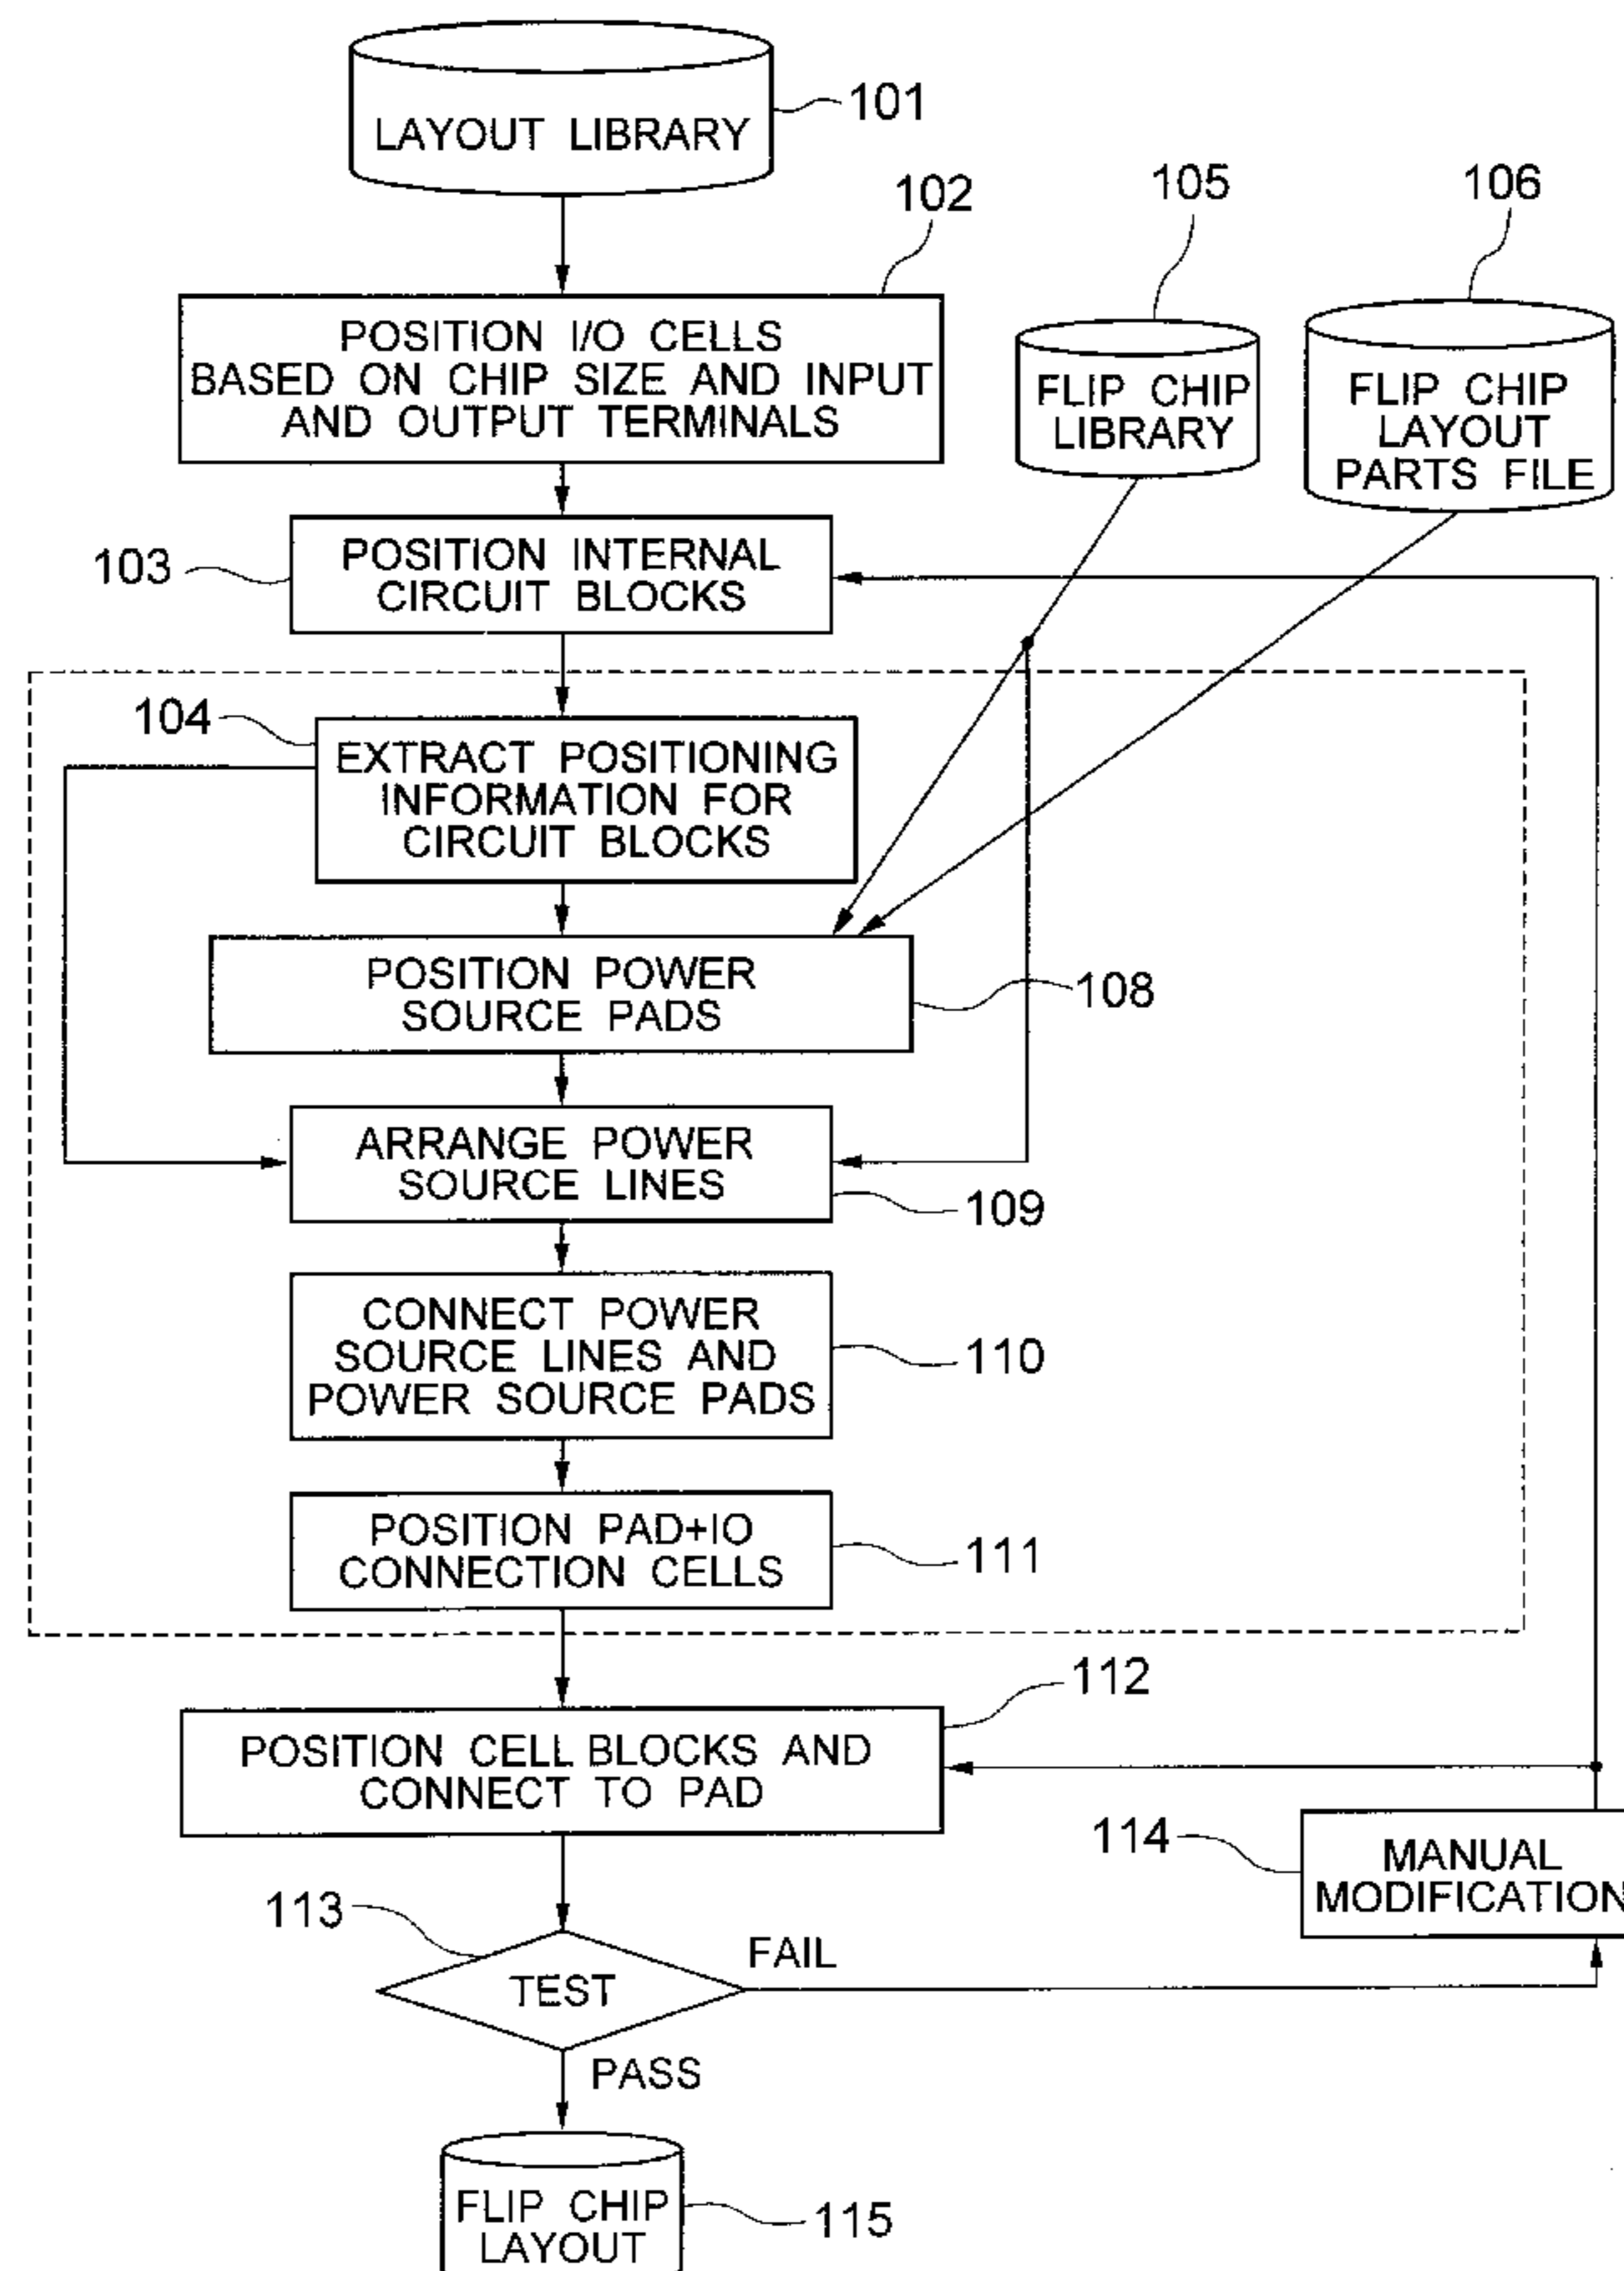 LAYOUT LIBRARY
101
102
105
106
POSITION I/O CELLS
BASED ON CHIP SIZE AND INPUT
AND OUTPUT TERMINALS
FLIP CHIP
LIBRARY
FLIP CHIP
LAYOUT
PARTS FILE
103
POSITION INTERNAL
CIRCUIT BLOCKS
104
EXTRACT POSITIONING
INFORMATION FOR
CIRCUIT BLOCKS
POSITION POWER
SOURCE PADS
108
ARRANGE POWER
SOURCE LINES
109
CONNECT POWER
SOURCE LINES AND
POWER SOURCE PADS
110
POSITION PAD+IO
CONNECTION CELLS
111
112
POSITION CELL BLOCKS AND
CONNECT TO PAD
114
MANUAL
MODIFICATION
113
TEST
FAIL
PASS
FLIP CHIP
LAYOUT
115